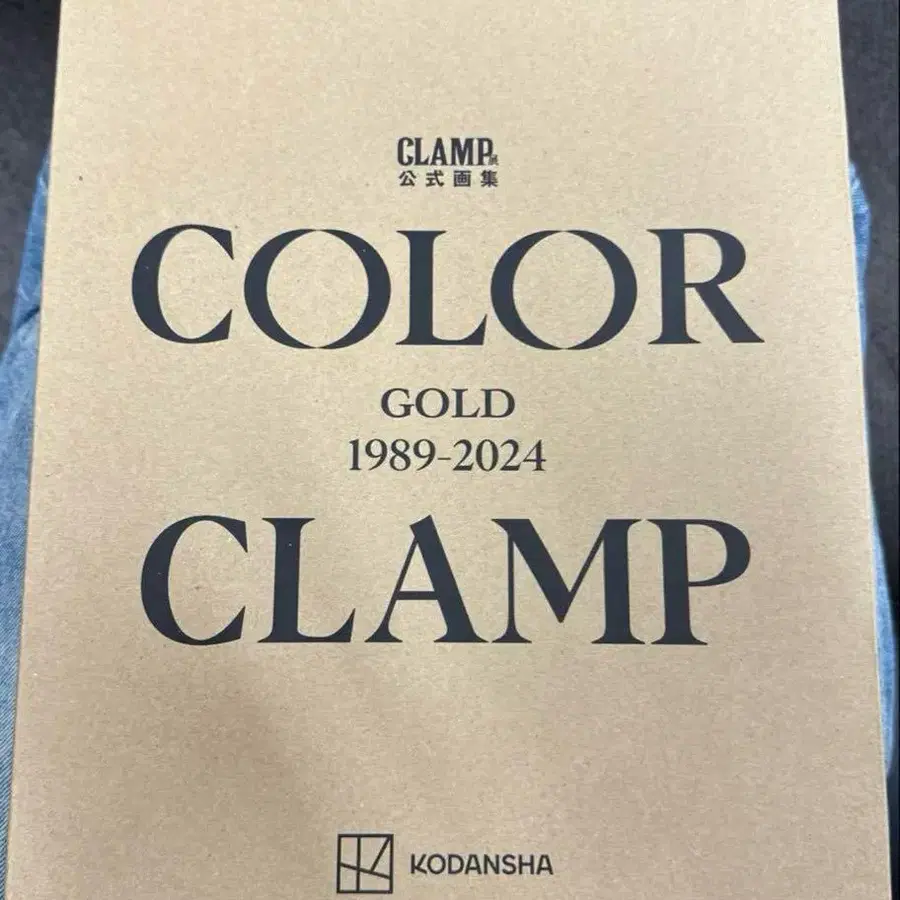 CLAMP展
公式画集
COLOR
GOLD
1989-2024
CLAMP
KODANSHA